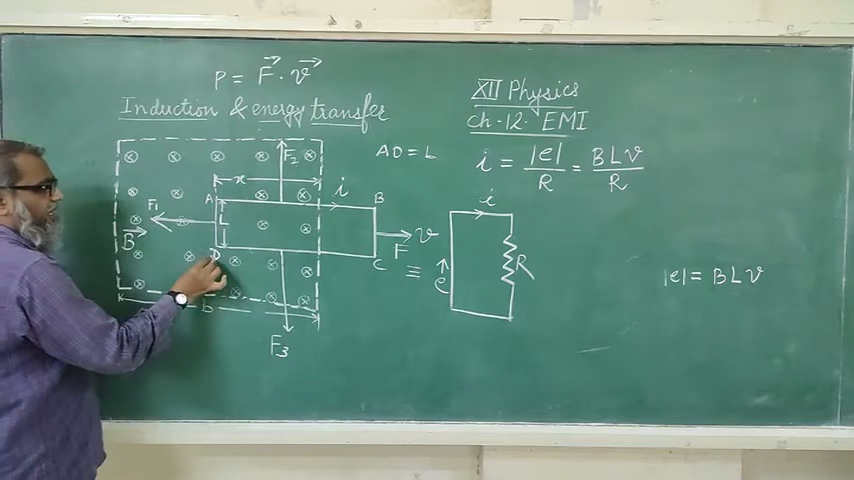 P = F⃗ · v⃗
Induction & energy transfer
XII Physics
Ch-12. EMI
AD = L
i = |e|/R = BLv/R
F₂
x
i
A
B
F₁
L
B⃗
D
F
v
C
b
F₃
≡
i
e
R
|e| = BLv